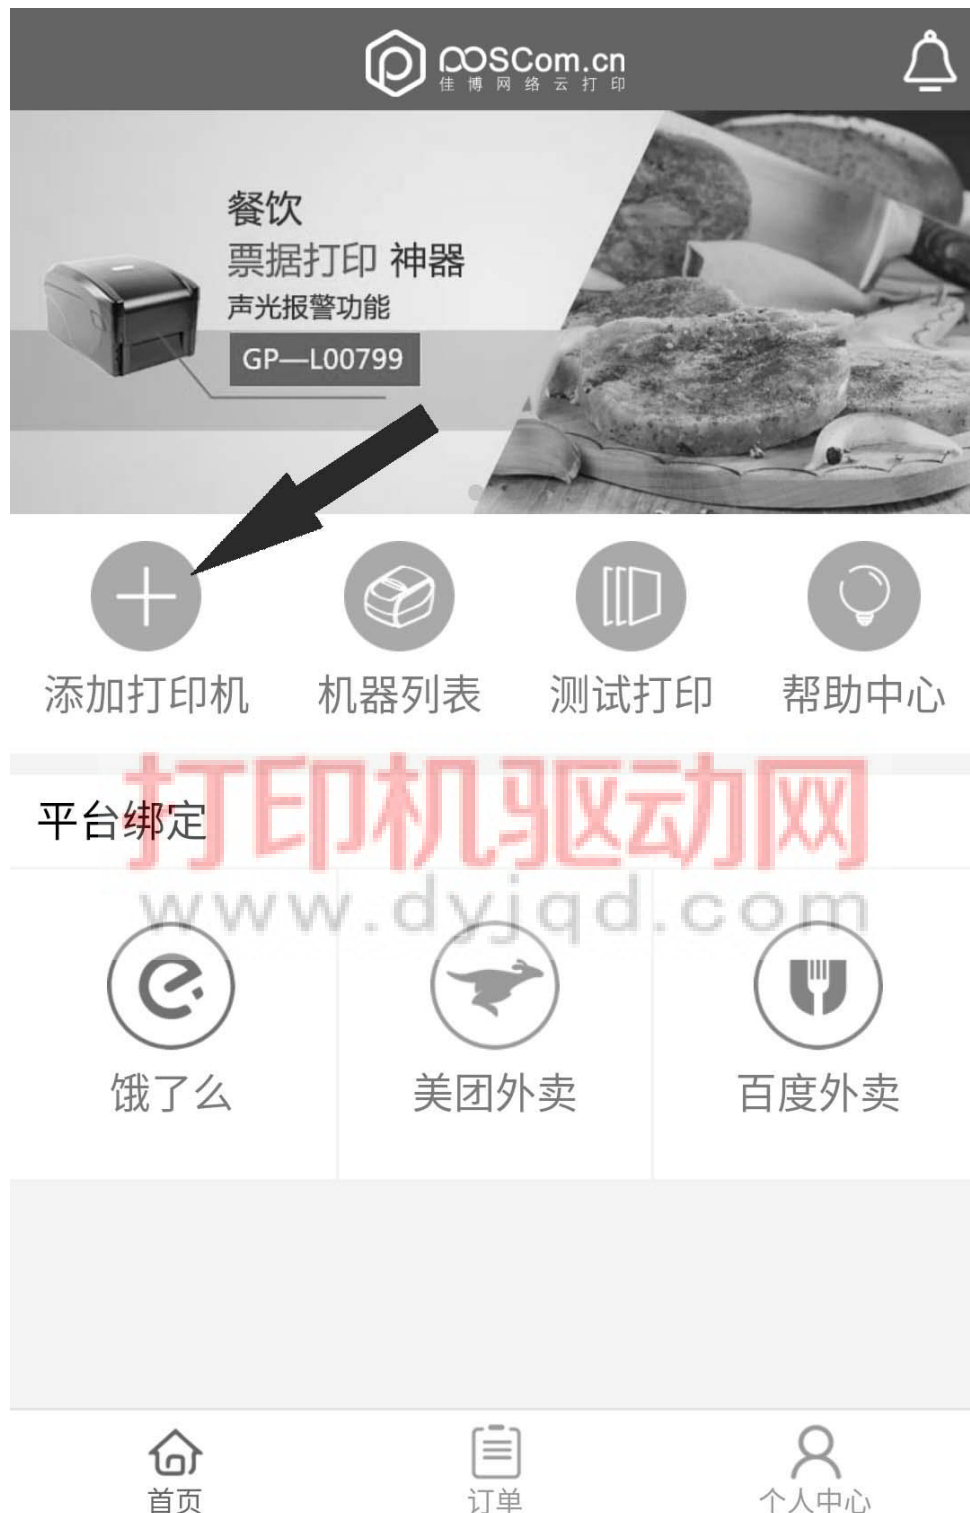 poscom.cn
佳博网络云打印
餐饮
票据打印 神器
声光报警功能
GP—L00799
添加打印机 机器列表 测试打印 帮助中心
打印机驱动网
平台绑定
www.dyjqd.com
饿了么 美团外卖 百度外卖
首页 订单 个人中心